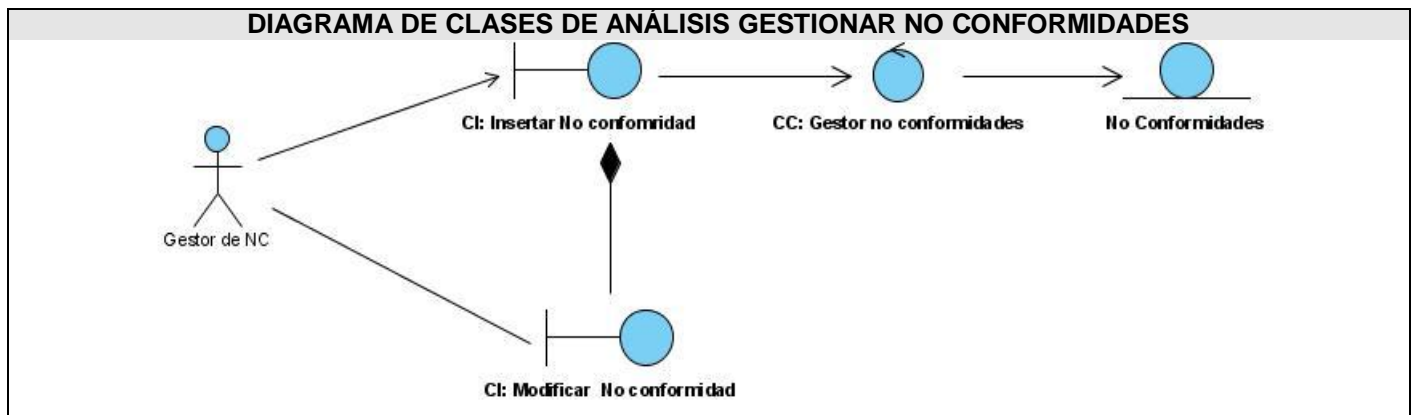 DIAGRAMA DE CLASES DE ANÁLISIS GESTIONAR NO CONFORMIDADES
CI: Insertar No confomridad
CC: Gestor no conformidades
No Conformidades
Gestor de NC
CI: Modificar No conformidad